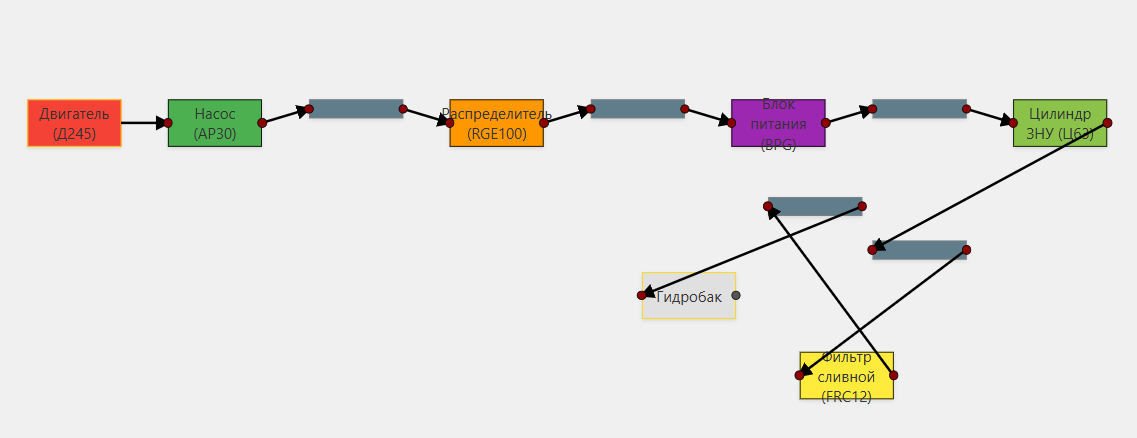 Двигатель
(Д245)
Насос
(АР30)
Распределитель
(RGE100)
Блок
питания
(BPG)
Цилиндр
ЗНУ (Ц63)
Гидробак
Фильтр
сливной
(FRC12)